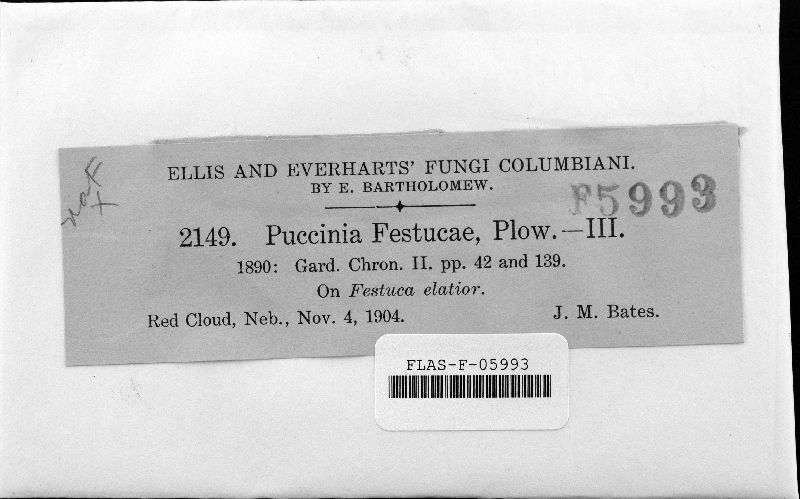 ELLIS AND EVERHARTS' FUNGI COLUMBIANI.
BY E. BARTHOLOMEW.
F5993
2149. Puccinia Festucae, Plow.—III.
1890: Gard. Chron. II. pp. 42 and 139.
On Festuca elatior.
Red Cloud, Neb., Nov. 4, 1904. J. M. Bates.
FLAS-F-05993